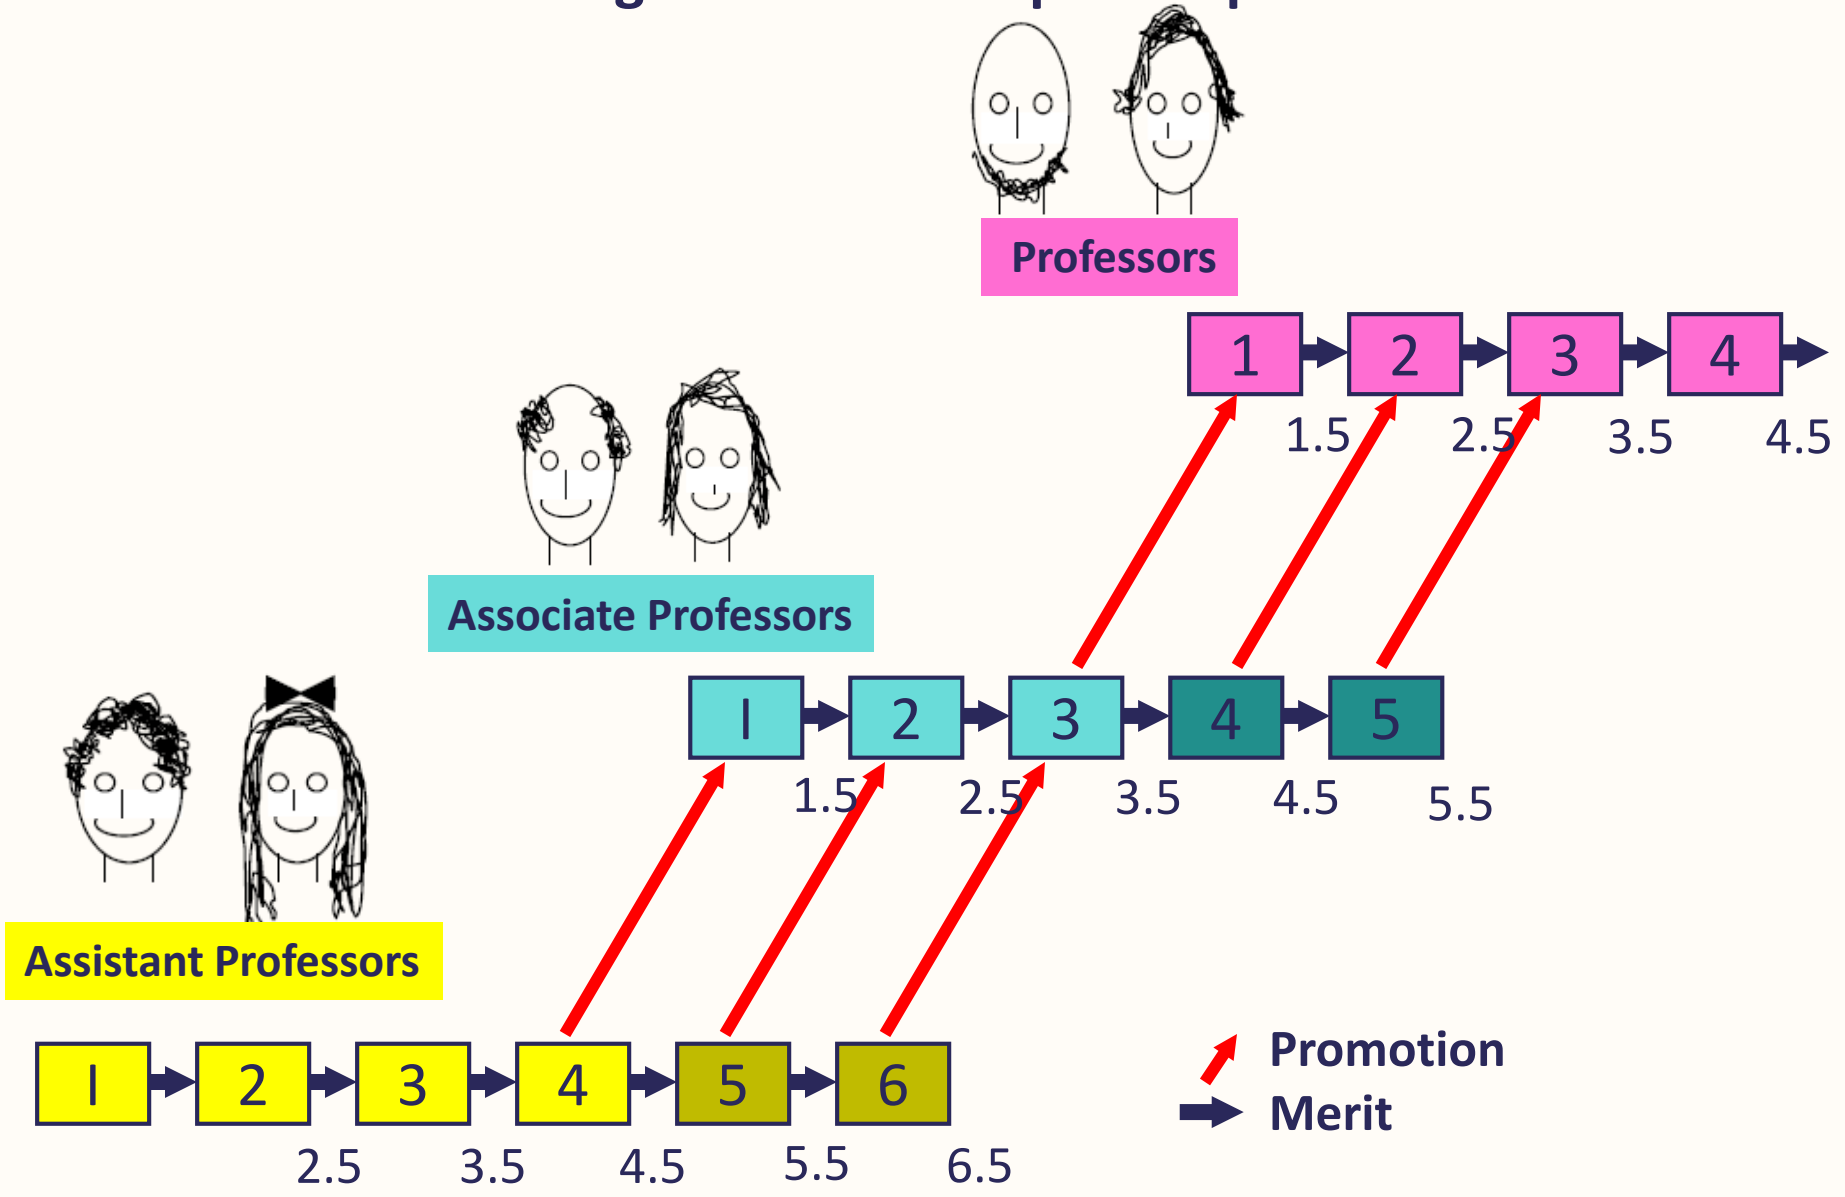 Professors
1 2 3 4
1.5 2.5 3.5 4.5
Associate Professors
I 2 3 4 5
1.5 2.5 3.5 4.5 5.5
Assistant Professors
I 2 3 4 5 6
2.5 3.5 4.5 5.5 6.5
Promotion
Merit